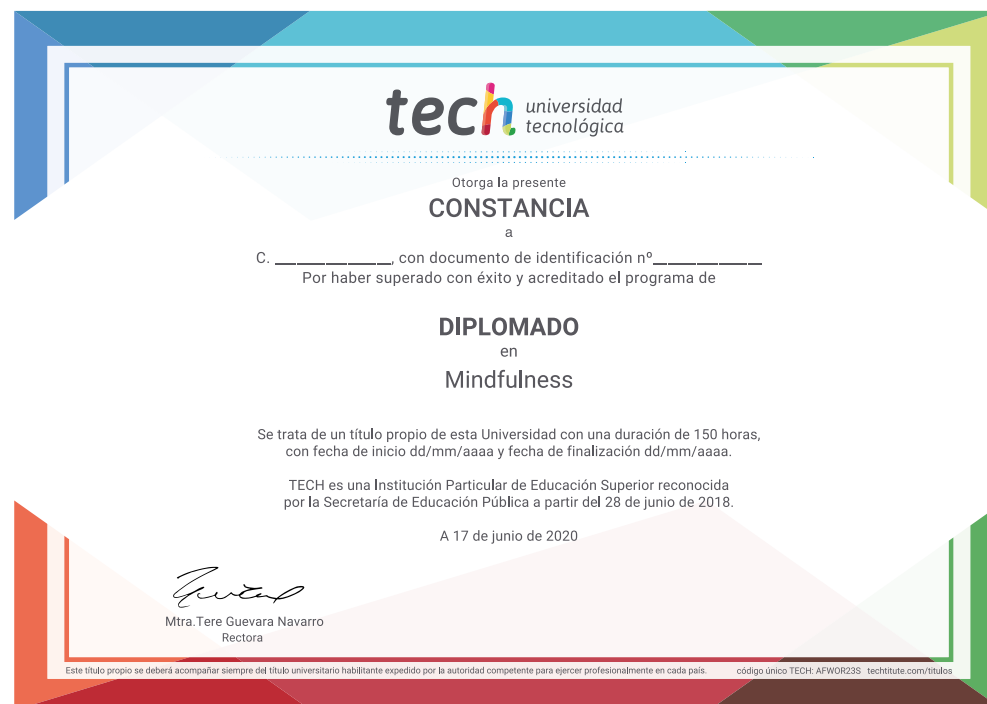 tech universidad
tecnológica
Otorga la presente
CONSTANCIA
a
C. ______________, con documento de identificación nº_____________
Por haber superado con éxito y acreditado el programa de
DIPLOMADO
en
Mindfulness
Se trata de un título propio de esta Universidad con una duración de 150 horas,
con fecha de inicio dd/mm/aaaa y fecha de finalización dd/mm/aaaa.
TECH es una Institución Particular de Educación Superior reconocida
por la Secretaría de Educación Pública a partir del 28 de junio de 2018.
A 17 de junio de 2020
Mtra.Tere Guevara Navarro
Rectora
Este título propio se deberá acompañar siempre del título universitario habilitante expedido por la autoridad competente para ejercer profesionalmente en cada país. código único TECH: AFWOR23S techtitute.com/titulos